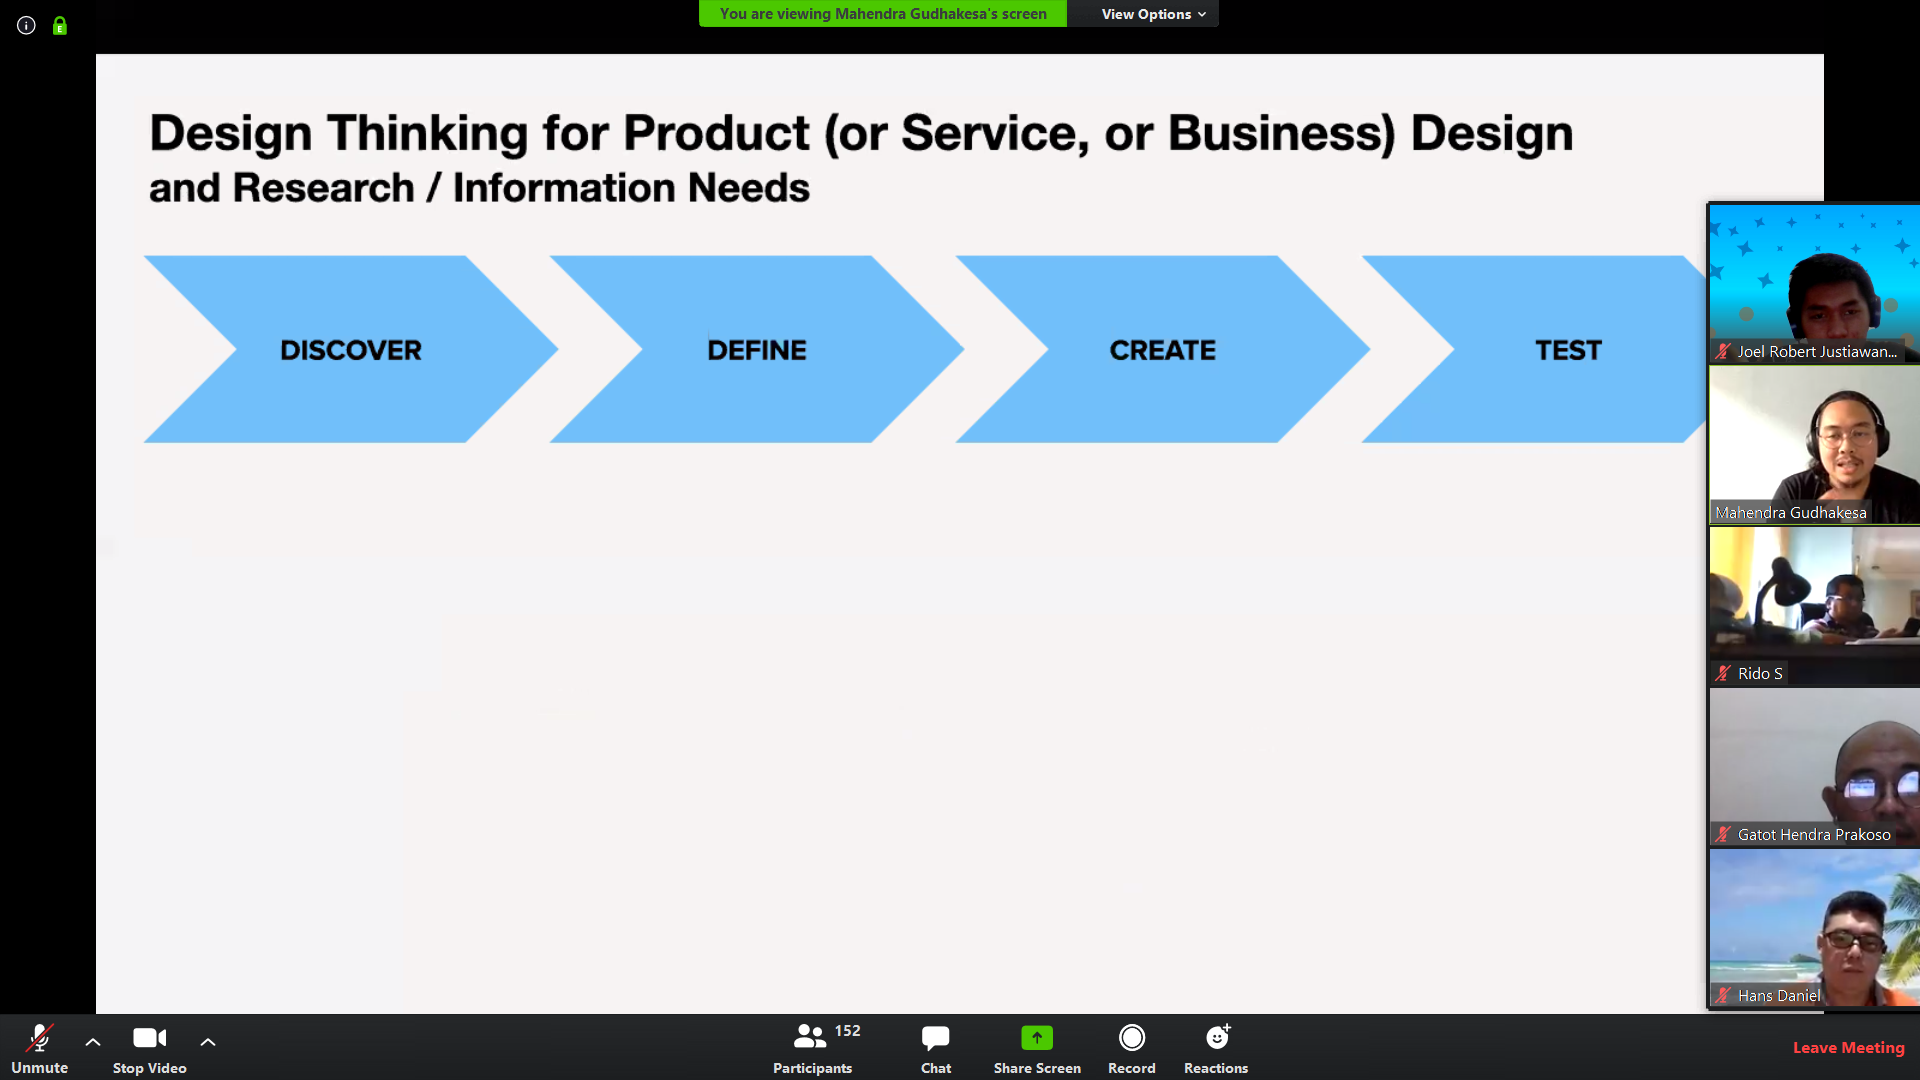 You are viewing Mahendra Gudhakesa's screen
View Options
Design Thinking for Product (or Service, or Business) Design
and Research / Information Needs
DISCOVER
DEFINE
CREATE
TEST
Joel Robert Justiawan...
Mahendra Gudhakesa
Rido S
Gatot Hendra Prakoso
Hans Daniel
Unmute
Stop Video
Participants
152
Chat
Share Screen
Record
Reactions
Leave Meeting